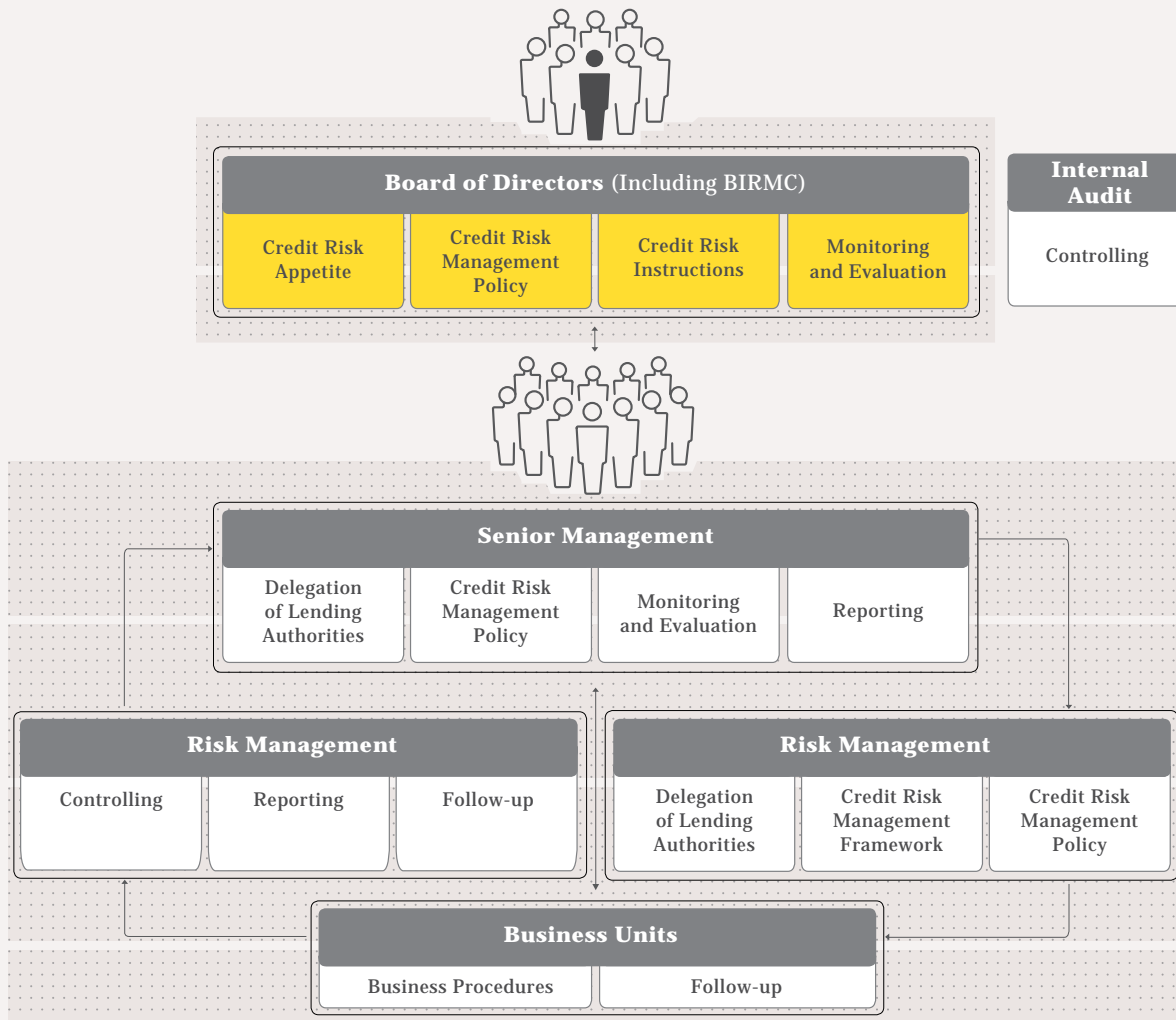 Board of Directors (Including BIRMC)
Credit Risk
Appetite
Credit Risk
Management
Policy
Credit Risk
Instructions
Monitoring
and Evaluation
Internal
Audit
Controlling
Senior Management
Delegation
of Lending
Authorities
Credit Risk
Management
Policy
Monitoring
and Evaluation
Reporting
Risk Management
Controlling
Reporting
Follow-up
Risk Management
Delegation
of Lending
Authorities
Credit Risk
Management
Framework
Credit Risk
Management
Policy
Business Units
Business Procedures
Follow-up